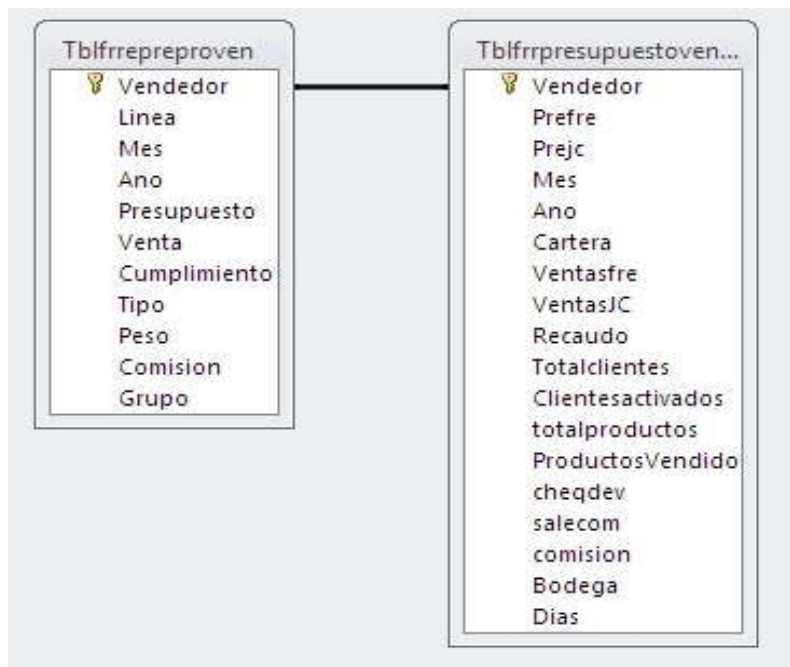 Tblfrrepreproven
Vendedor
Linea
Mes
Ano
Presupuesto
Venta
Cumplimiento
Tipo
Peso
Comision
Grupo
Tblfrrpresupuestoven...
Vendedor
Prefre
Prejc
Mes
Ano
Cartera
Ventasfre
VentasJC
Recaudo
Totalclientes
Clientesactivados
totalproductos
ProductosVendido
cheqdev
salecom
comision
Bodega
Dias